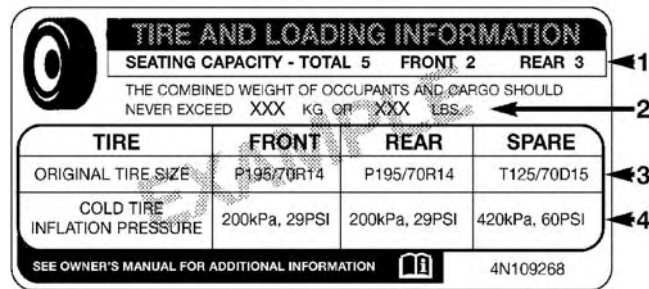 TIRE AND LOADING INFORMATION
SEATING CAPACITY - TOTAL 5 FRONT 2 REAR 3
1
THE COMBINED WEIGHT OF OCCUPANTS AND CARGO SHOULD
NEVER EXCEED XXX KG OR XXX LBS.
2
TIRE FRONT REAR SPARE
ORIGINAL TIRE SIZE P195/70R14 P195/70R14 T125/70D15
3
COLD TIRE
INFLATION PRESSURE 200kPa, 29PSI 200kPa, 29PSI 420kPa, 60PSI
4
SEE OWNER'S MANUAL FOR ADDITIONAL INFORMATION i 4N109268
EXAMPLE